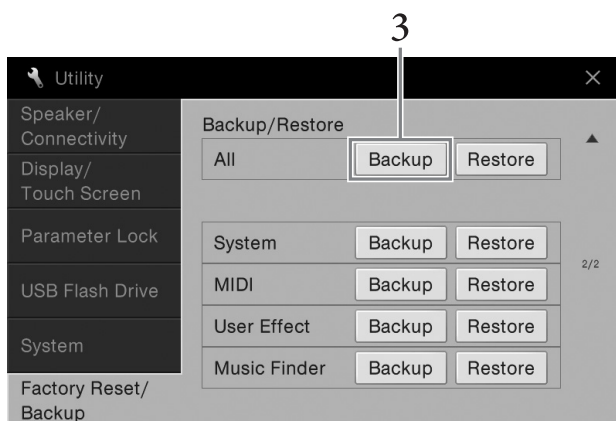 3
Utility
Speaker/
Connectivity
Display/
Touch Screen
Parameter Lock
USB Flash Drive
System
Factory Reset/
Backup
Backup/Restore
All Backup Restore
System Backup Restore
MIDI Backup Restore
User Effect Backup Restore
Music Finder Backup Restore
2/2